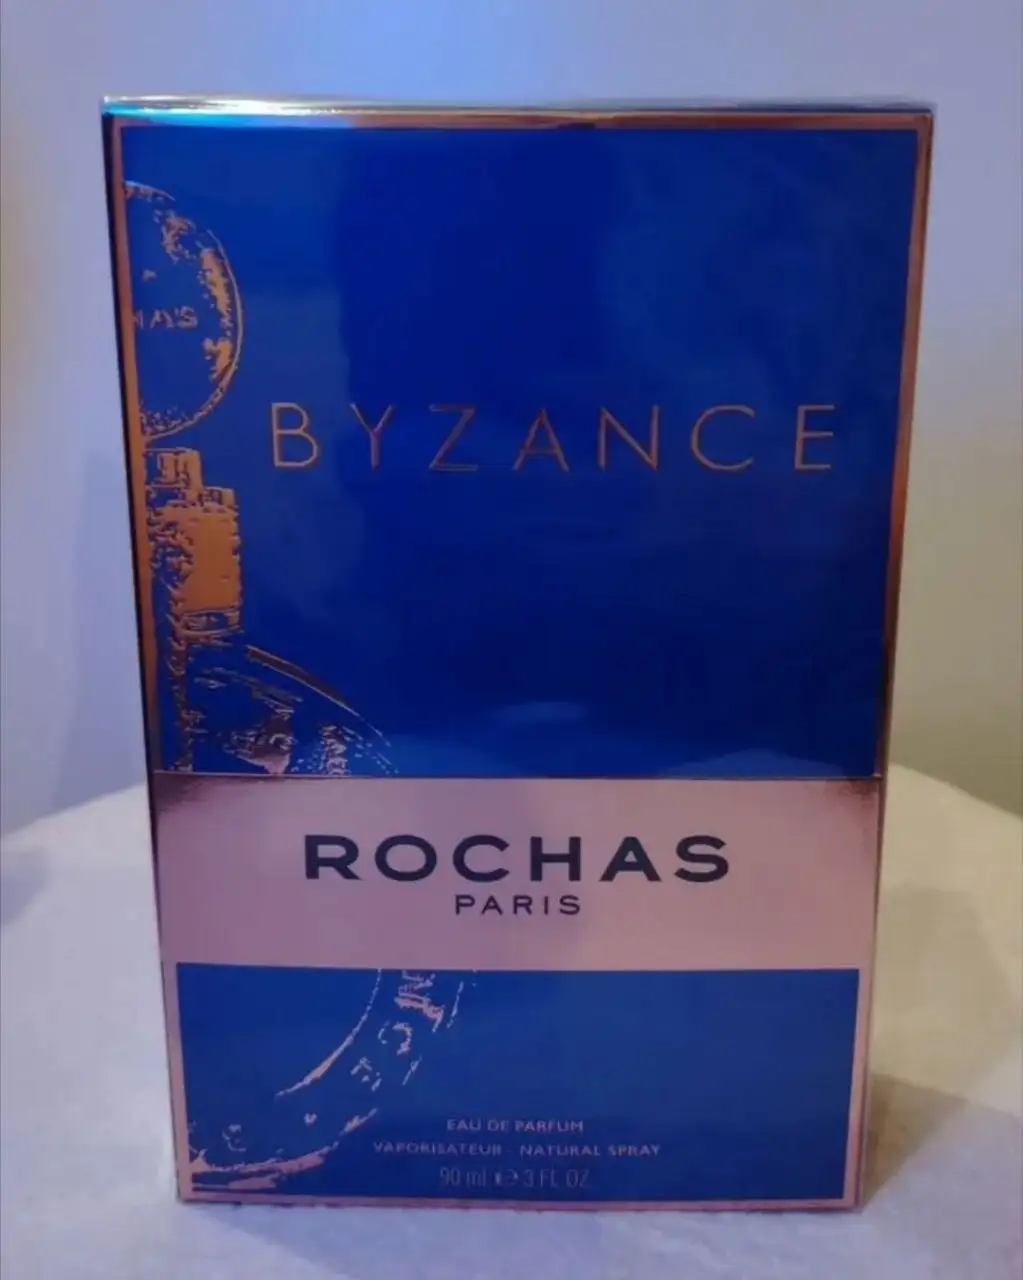 BYZANCE
ROCHAS
PARIS
EAU DE PARFUM
VAPORISATEUR - NATURAL SPRAY
90 ml ℮ 3 FL OZ